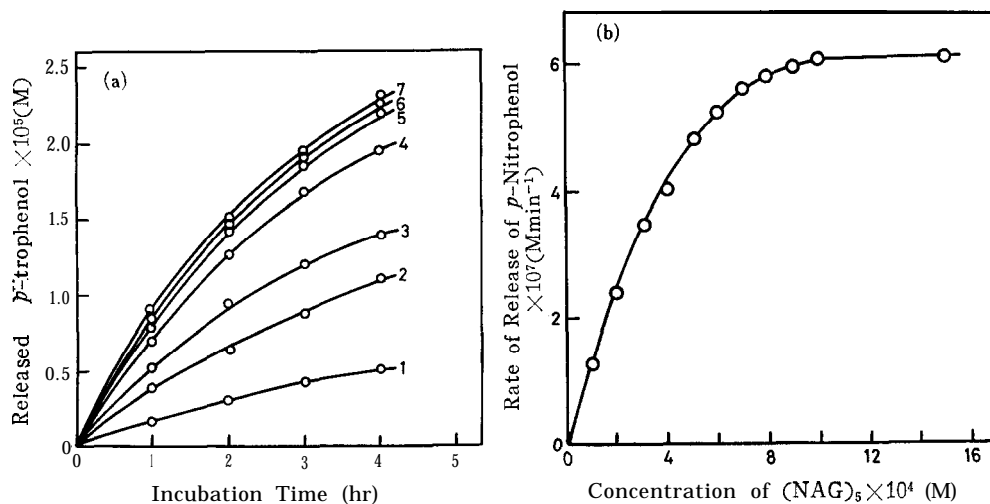 (a)
2.5
2.0
1.5
1.0
0.5
0
0 1 2 3 4 5
7
6
5
4
3
2
1
Released p-trophenol ×10⁵(M)
Incubation Time (hr)
(b)
6
4
2
0
0 4 8 12 16
Rate of Release of p-Nitrophenol
×10⁷(Mmin⁻¹)
Concentration of (NAG)₅×10⁴ (M)